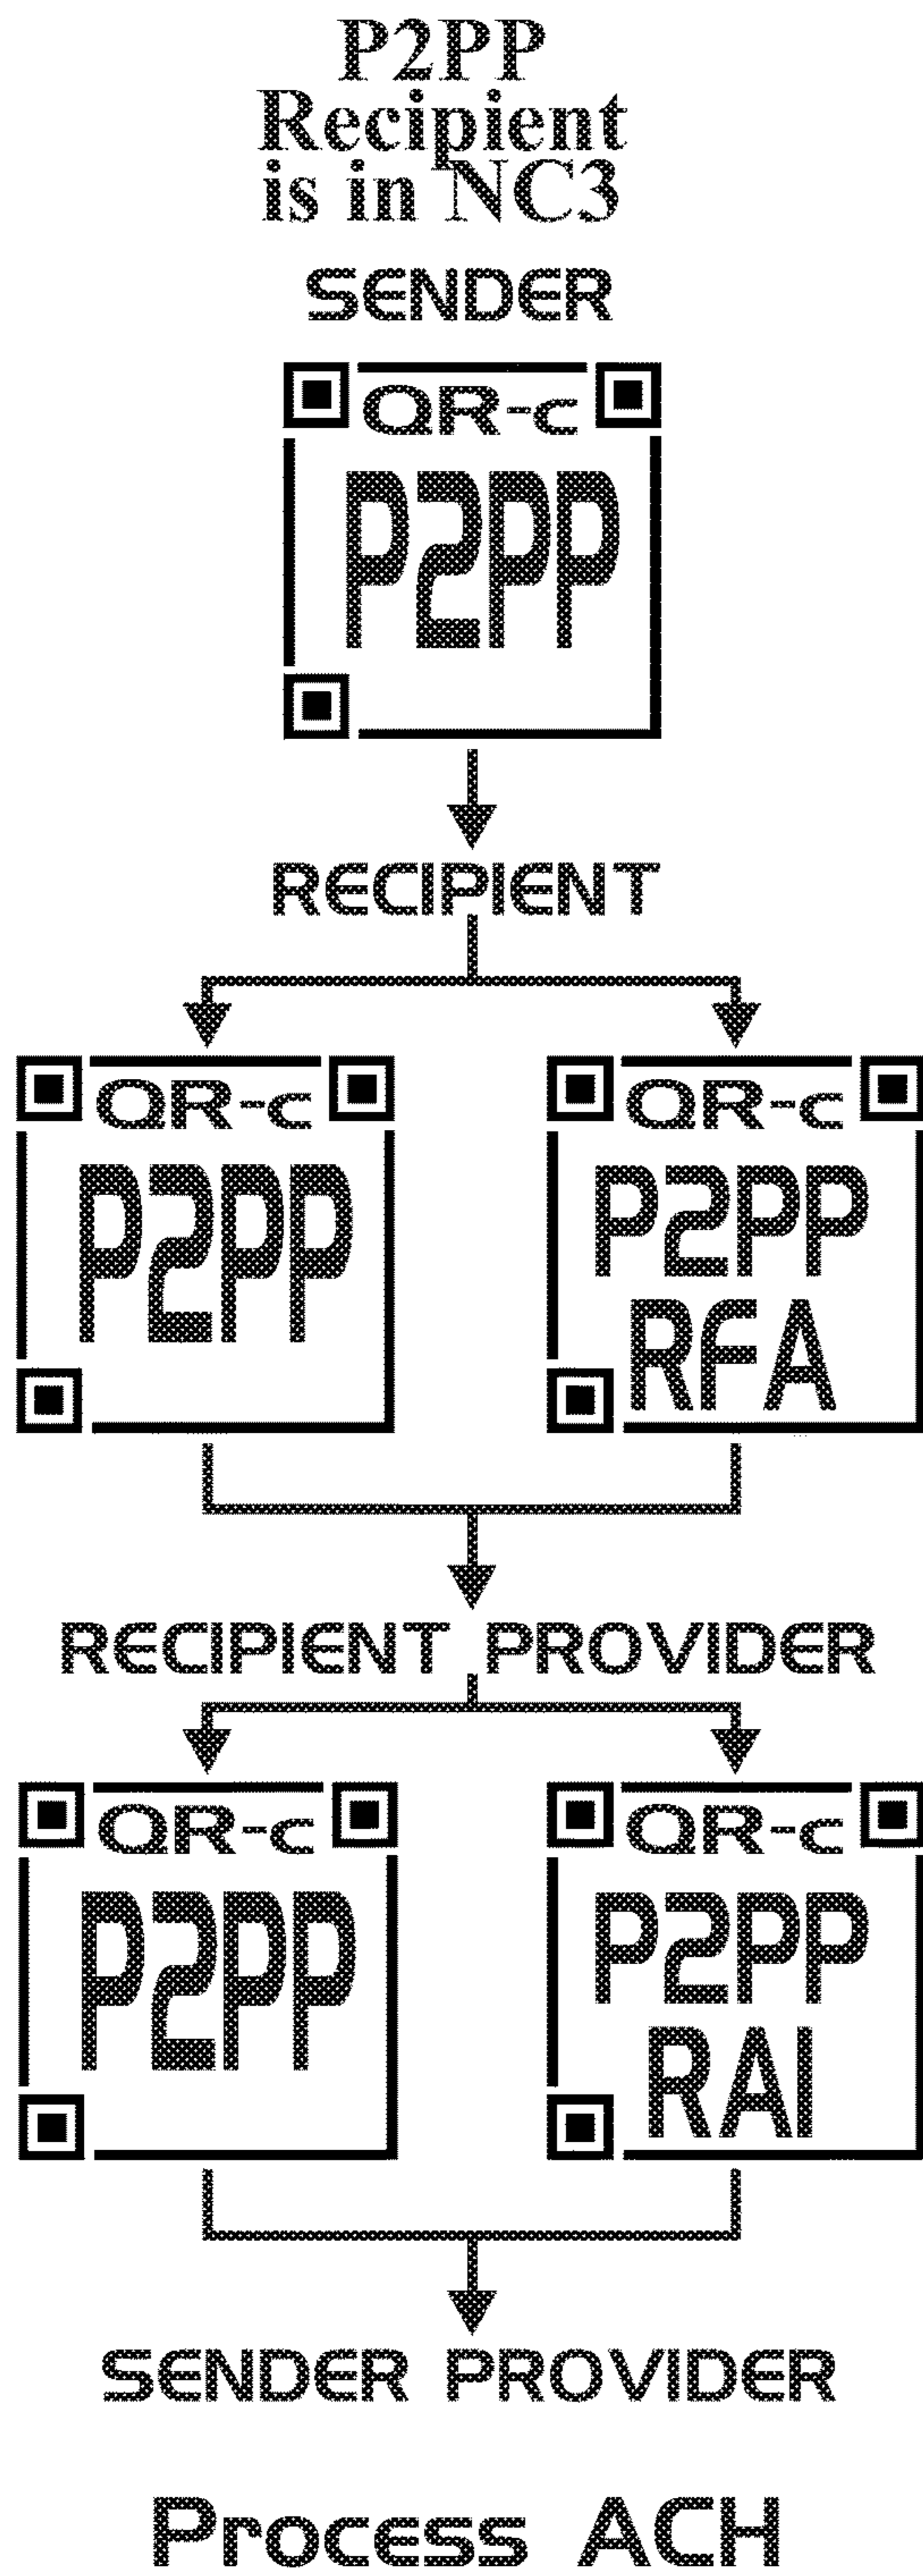 P2PP
Recipient
is in NC3
SENDER
QR-c
P2PP
RECIPIENT
QR-c
P2PP
QR-c
P2PP
RFA
RECIPIENT PROVIDER
QR-c
P2PP
QR-c
P2PP
RAI
SENDER PROVIDER
Process ACH